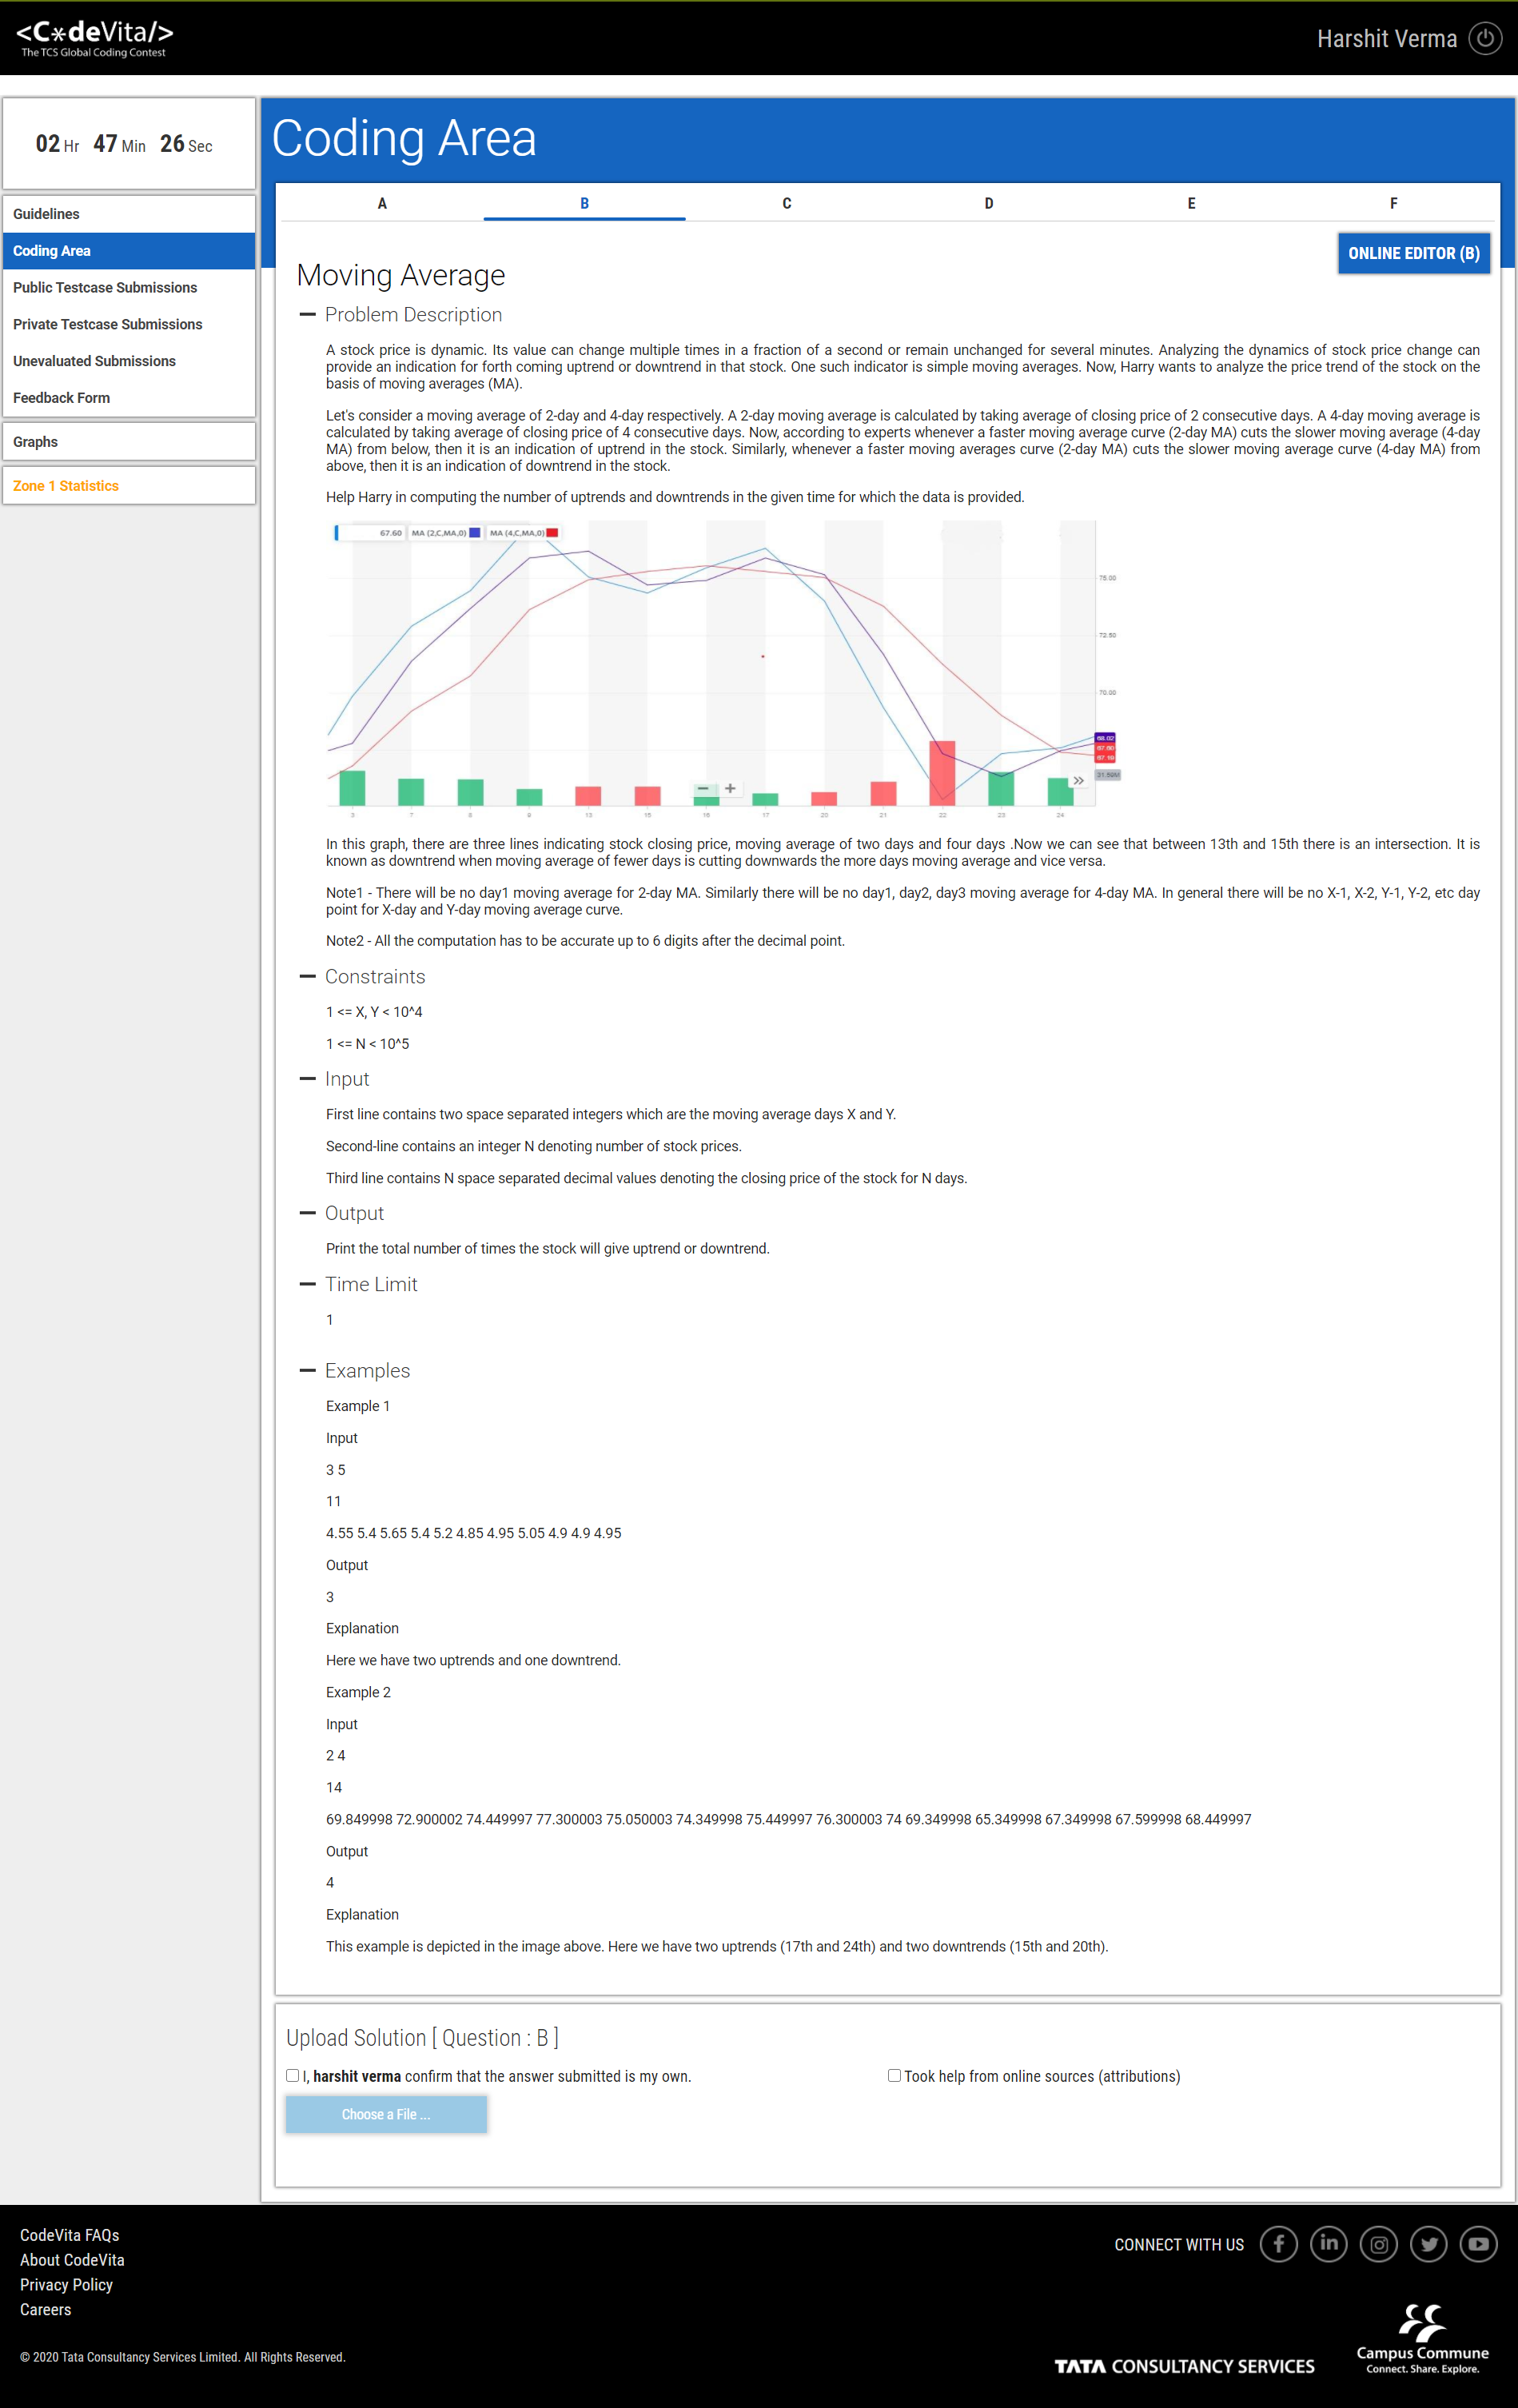 <C*deVita/>
The TCS Global Coding Contest
Harshit Verma
02 Hr 47 Min 26 Sec
Guidelines
Coding Area
Public Testcase Submissions
Private Testcase Submissions
Unevaluated Submissions
Feedback Form
Graphs
Zone 1 Statistics
Coding Area
A B C D E F
ONLINE EDITOR (B)
Moving Average
Problem Description
A stock price is dynamic. Its value can change multiple times in a fraction of a second or remain unchanged for several minutes. Analyzing the dynamics of stock price change can
provide an indication for forth coming uptrend or downtrend in that stock. One such indicator is simple moving averages. Now, Harry wants to analyze the price trend of the stock on the
basis of moving averages (MA).
Let's consider a moving average of 2-day and 4-day respectively. A 2-day moving average is calculated by taking average of closing price of 2 consecutive days. A 4-day moving average is
calculated by taking average of closing price of 4 consecutive days. Now, according to experts whenever a faster moving average curve (2-day MA) cuts the slower moving average (4-day
MA) from below, then it is an indication of uptrend in the stock. Similarly, whenever a faster moving averages curve (2-day MA) cuts the slower moving average curve (4-day MA) from
above, then it is an indication of downtrend in the stock.
Help Harry in computing the number of uptrends and downtrends in the given time for which the data is provided.
67.60 MA (2,C,MA,0) MA (4,C,MA,0)
75.00
72.50
70.00
68.02
67.60
67.19
31.59M
3 7 8 9 13 15 16 17 20 21 22 23 24
In this graph, there are three lines indicating stock closing price, moving average of two days and four days .Now we can see that between 13th and 15th there is an intersection. It is
known as downtrend when moving average of fewer days is cutting downwards the more days moving average and vice versa.
Note1 - There will be no day1 moving average for 2-day MA. Similarly there will be no day1, day2, day3 moving average for 4-day MA. In general there will be no X-1, X-2, Y-1, Y-2, etc day
point for X-day and Y-day moving average curve.
Note2 - All the computation has to be accurate up to 6 digits after the decimal point.
Constraints
1 <= X, Y < 10^4
1 <= N < 10^5
Input
First line contains two space separated integers which are the moving average days X and Y.
Second-line contains an integer N denoting number of stock prices.
Third line contains N space separated decimal values denoting the closing price of the stock for N days.
Output
Print the total number of times the stock will give uptrend or downtrend.
Time Limit
1
Examples
Example 1
Input
3 5
11
4.55 5.4 5.65 5.4 5.2 4.85 4.95 5.05 4.9 4.9 4.95
Output
3
Explanation
Here we have two uptrends and one downtrend.
Example 2
Input
2 4
14
69.849998 72.900002 74.449997 77.300003 75.050003 74.349998 75.449997 76.300003 74 69.349998 65.349998 67.349998 67.599998 68.449997
Output
4
Explanation
This example is depicted in the image above. Here we have two uptrends (17th and 24th) and two downtrends (15th and 20th).
Upload Solution [ Question : B ]
I, harshit verma confirm that the answer submitted is my own.
Took help from online sources (attributions)
Choose a File ...
CodeVita FAQs
About CodeVita
Privacy Policy
Careers
© 2020 Tata Consultancy Services Limited. All Rights Reserved.
CONNECT WITH US
TATA CONSULTANCY SERVICES
Campus Commune
Connect. Share. Explore.